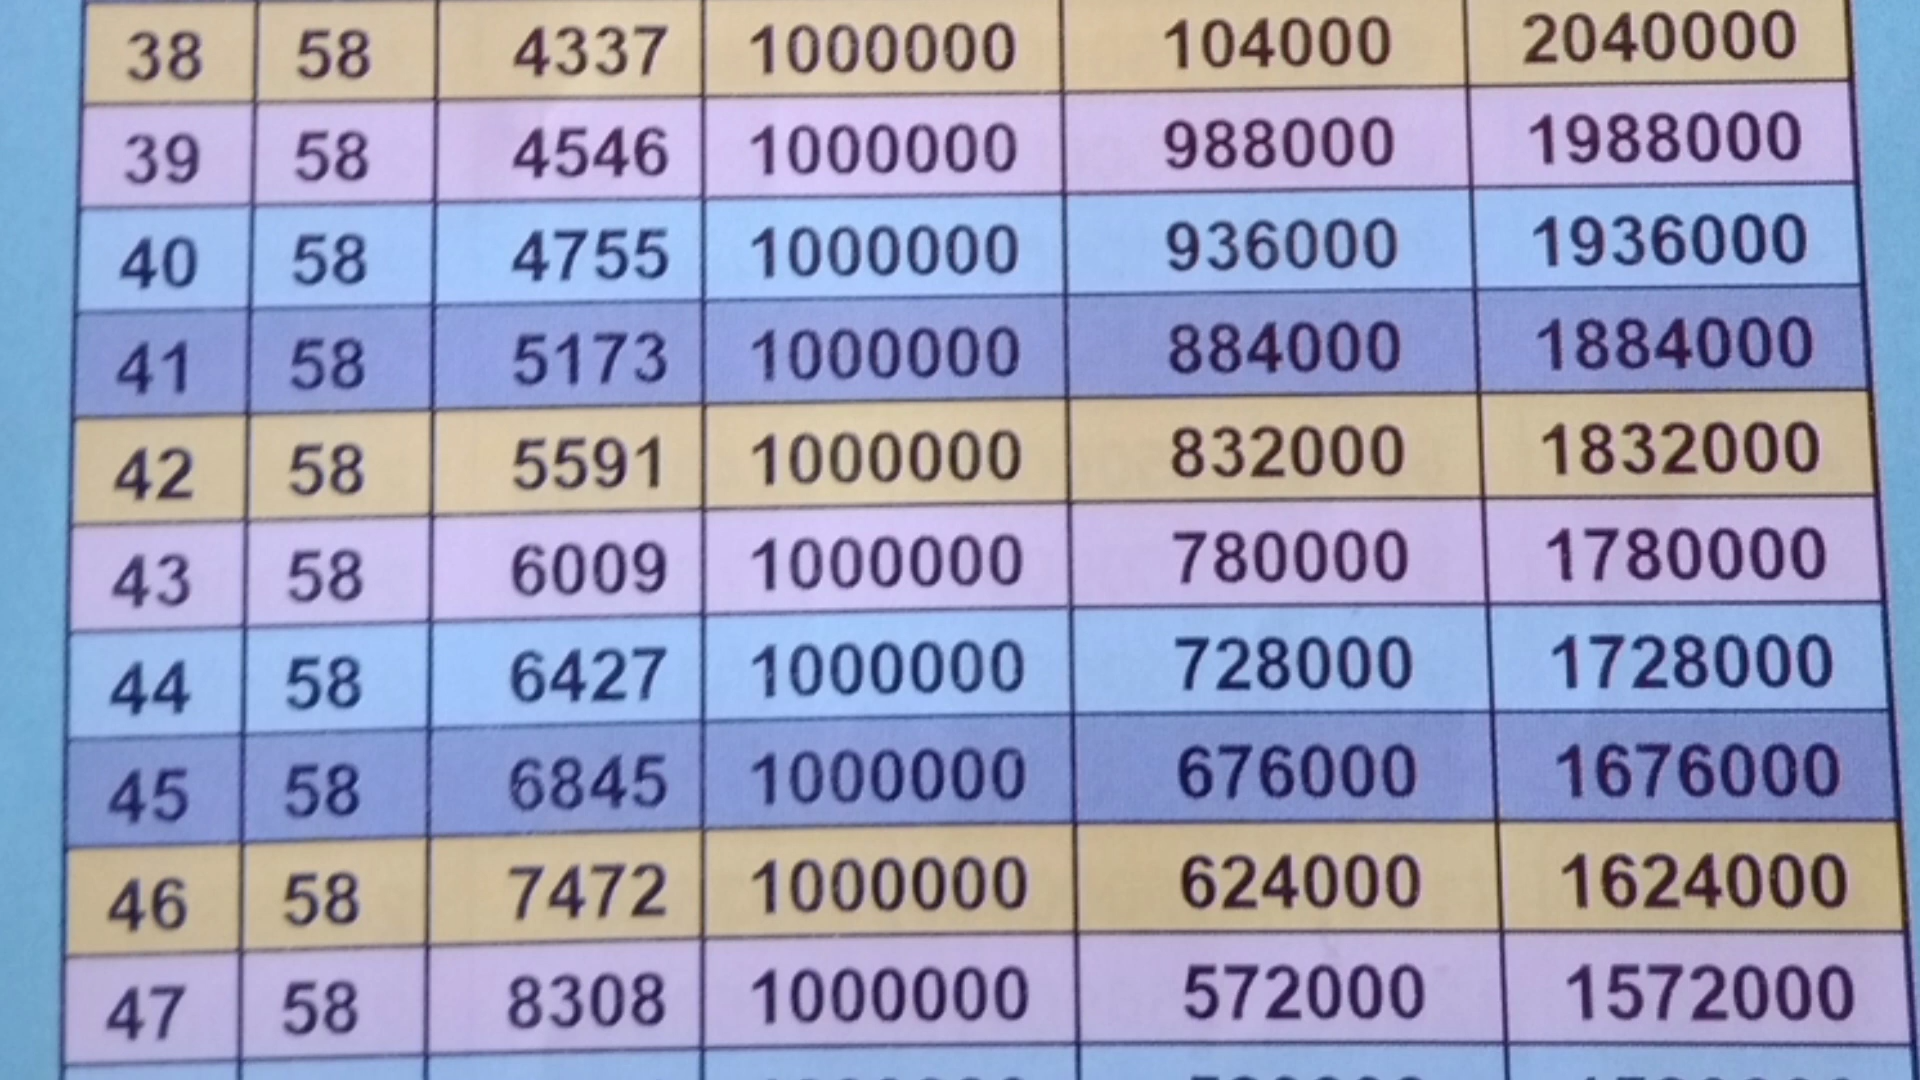 38 58 4337 1000000 104000 2040000
39 58 4546 1000000 988000 1988000
40 58 4755 1000000 936000 1936000
41 58 5173 1000000 884000 1884000
42 58 5591 1000000 832000 1832000
43 58 6009 1000000 780000 1780000
44 58 6427 1000000 728000 1728000
45 58 6845 1000000 676000 1676000
46 58 7472 1000000 624000 1624000
47 58 8308 1000000 572000 1572000